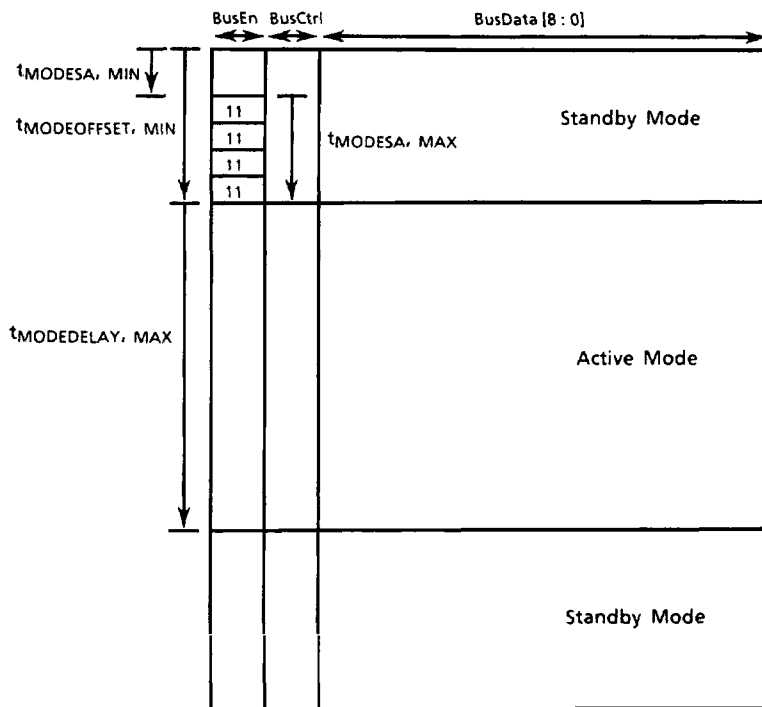 BusEn BusCtrl BusData [8 : 0]
tMODESA, MIN
11
Standby Mode
tMODEOFFSET, MIN
11
tMODESA, MAX
11
11
tMODEDELAY, MAX
Active Mode
Standby Mode